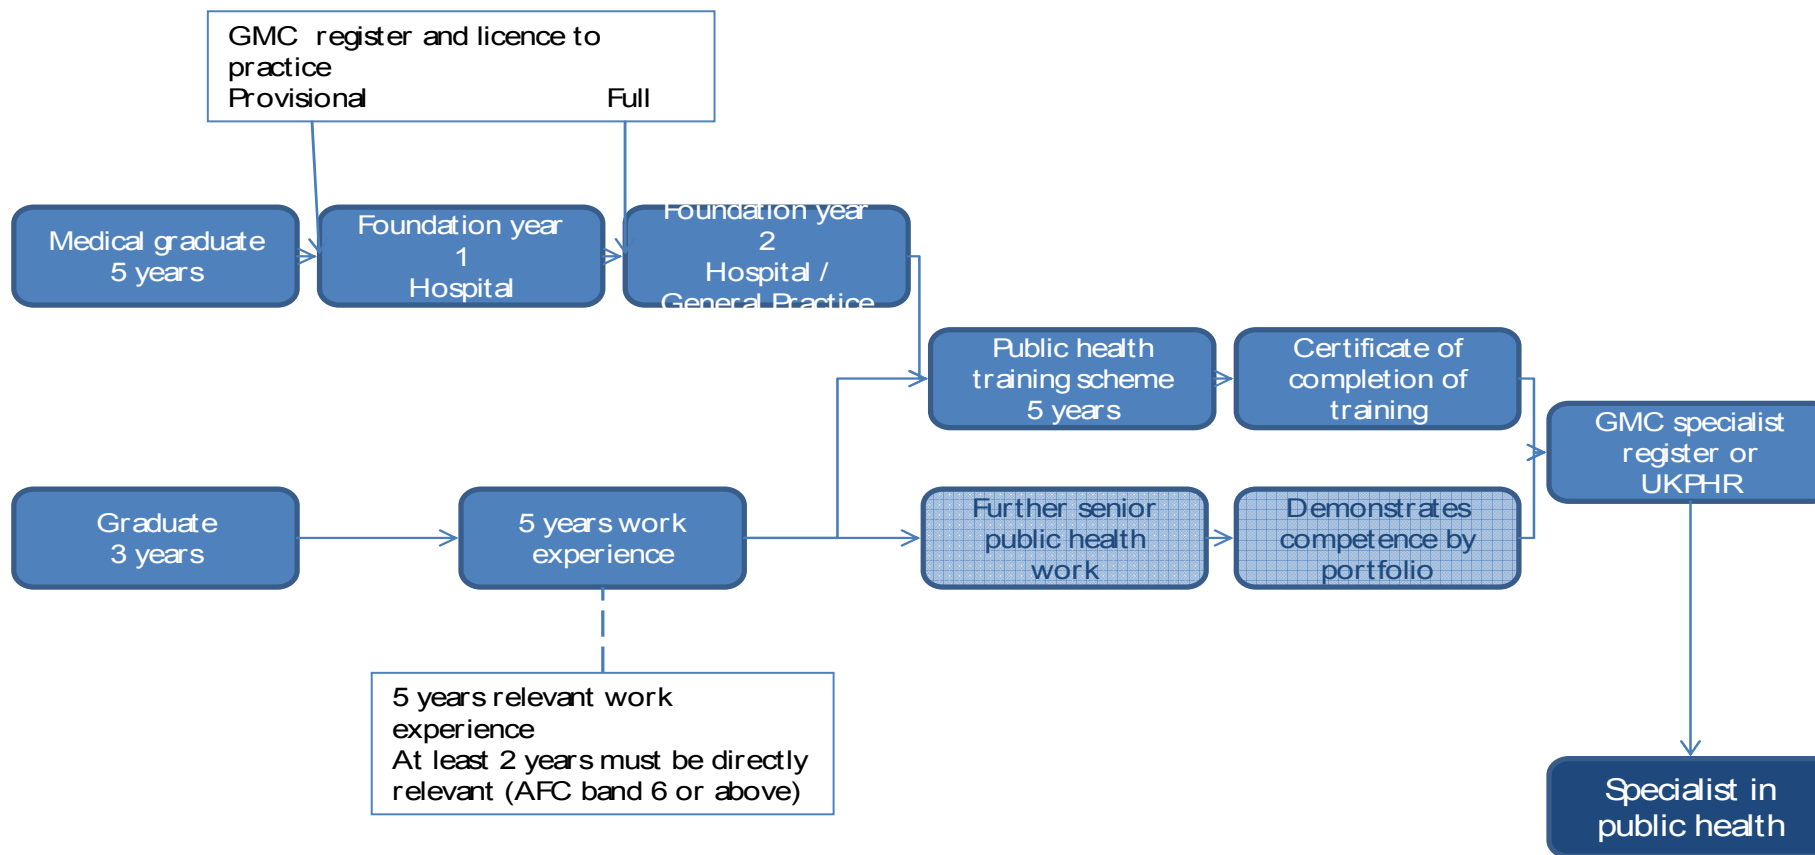 GMC register and licence to
practice
Provisional Full
Medical graduate
5 years
Foundation year
1
Hospital
Foundation year
2
Hospital /
General Practice
Public health
training scheme
5 years
Certificate of
completion of
training
GMC specialist
register or
UKPHR
Graduate
3 years
5 years work
experience
Further senior
public health
work
Demonstrates
competence by
portfolio
5 years relevant work
experience
At least 2 years must be directly
relevant (AFC band 6 or above)
Specialist in
public health